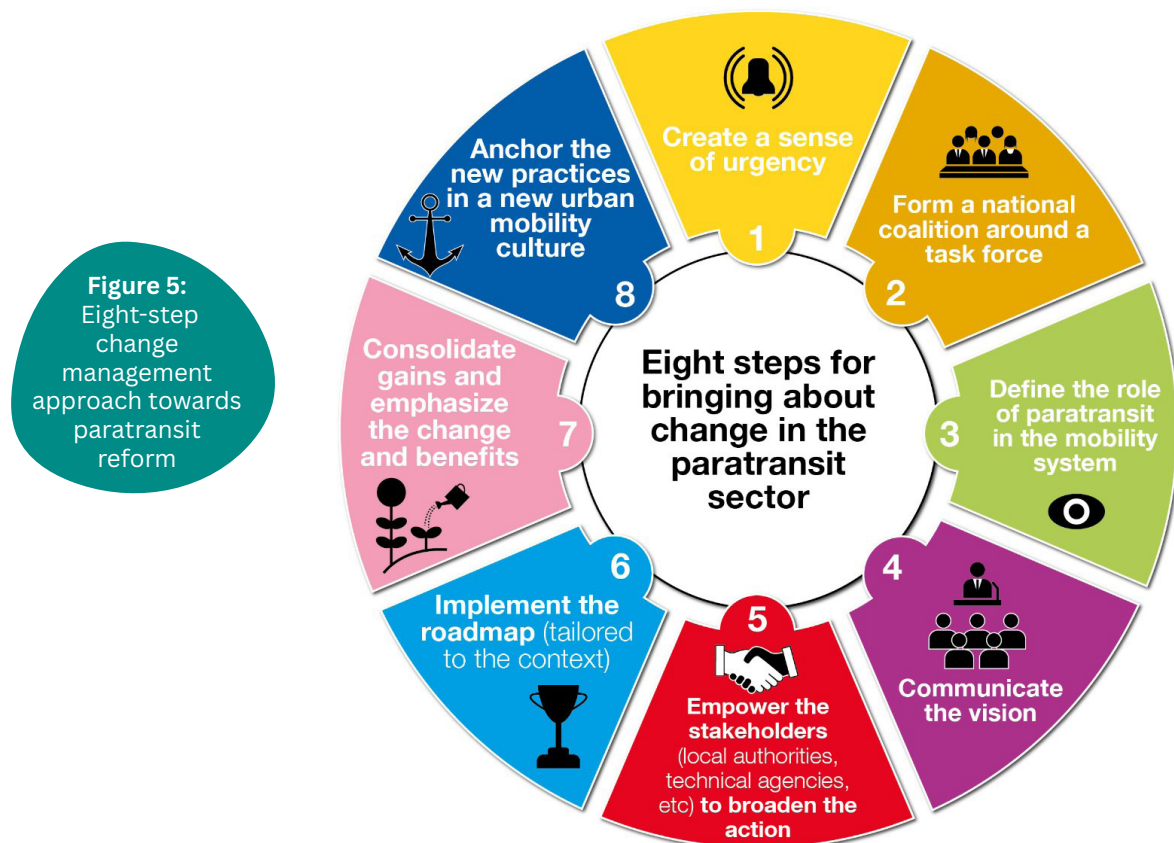 Figure 5:
Eight-step
change
management
approach towards
paratransit
reform
Eight steps for
bringing about
change in the
paratransit
sector
1
Create a sense
of urgency
2
Form a national
coalition around a
task force
3
Define the role
of paratransit
in the mobility
system
4
Communicate
the vision
5
Empower the
stakeholders
(local authorities,
technical agencies,
etc) to broaden the
action
6
Implement the
roadmap (tailored
to the context)
7
Consolidate
gains and
emphasize
the change
and benefits
8
Anchor the
new practices
in a new urban
mobility
culture